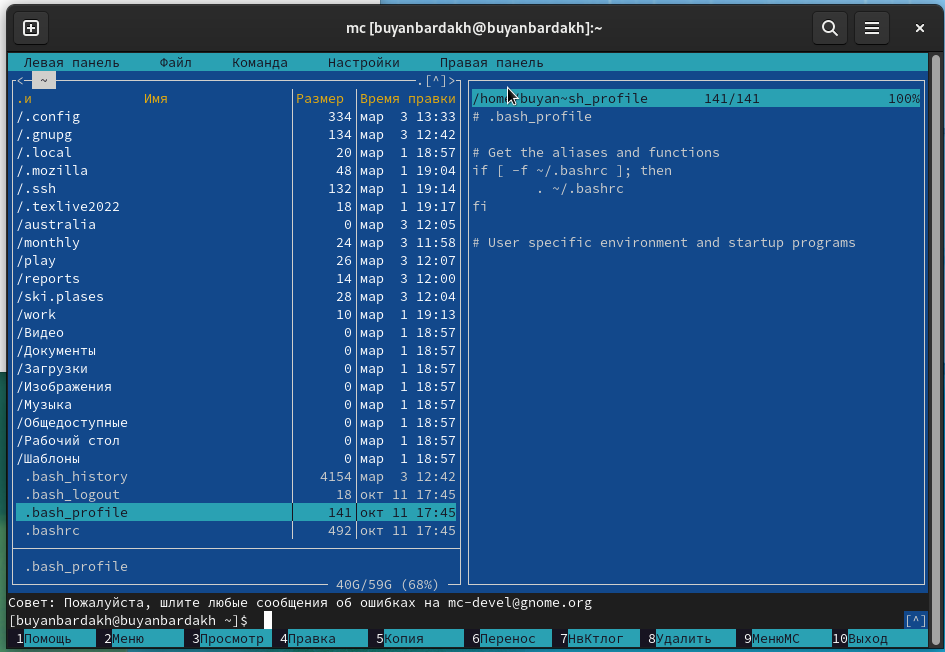 mc [buyanbardakh@buyanbardakh]:~
Левая панель Файл Команда Настройки Правая панель
<─ ~ .[^]>
.и Имя Размер Время правки
/.config 334 мар 3 13:33
/.gnupg 134 мар 3 12:42
/.local 20 мар 1 18:57
/.mozilla 48 мар 1 19:04
/.ssh 132 мар 1 19:14
/.texlive2022 18 мар 1 19:17
/australia 0 мар 3 12:05
/monthly 24 мар 3 11:58
/play 26 мар 3 12:07
/reports 14 мар 3 12:00
/ski.plases 28 мар 3 12:04
/work 10 мар 1 19:13
/Видео 0 мар 1 18:57
/Документы 0 мар 1 18:57
/Загрузки 0 мар 1 18:57
/Изображения 0 мар 1 18:57
/Музыка 0 мар 1 18:57
/Общедоступные 0 мар 1 18:57
/Рабочий стол 0 мар 1 18:57
/Шаблоны 0 мар 1 18:57
.bash_history 4154 мар 3 12:42
.bash_logout 18 окт 11 17:45
.bash_profile 141 окт 11 17:45
.bashrc 492 окт 11 17:45
.bash_profile
40G/59G (68%)
/home/buyan~sh_profile 141/141 100%
# .bash_profile
# Get the aliases and functions
if [ -f ~/.bashrc ]; then
. ~/.bashrc
fi
# User specific environment and startup programs
Совет: Пожалуйста, шлите любые сообщения об ошибках на mc-devel@gnome.org
[buyanbardakh@buyanbardakh ~]$ [^]
1Помощь 2Меню 3Просмотр 4Правка 5Копия 6Перенос 7НвКтлог 8Удалить 9МенюМС 10Выход